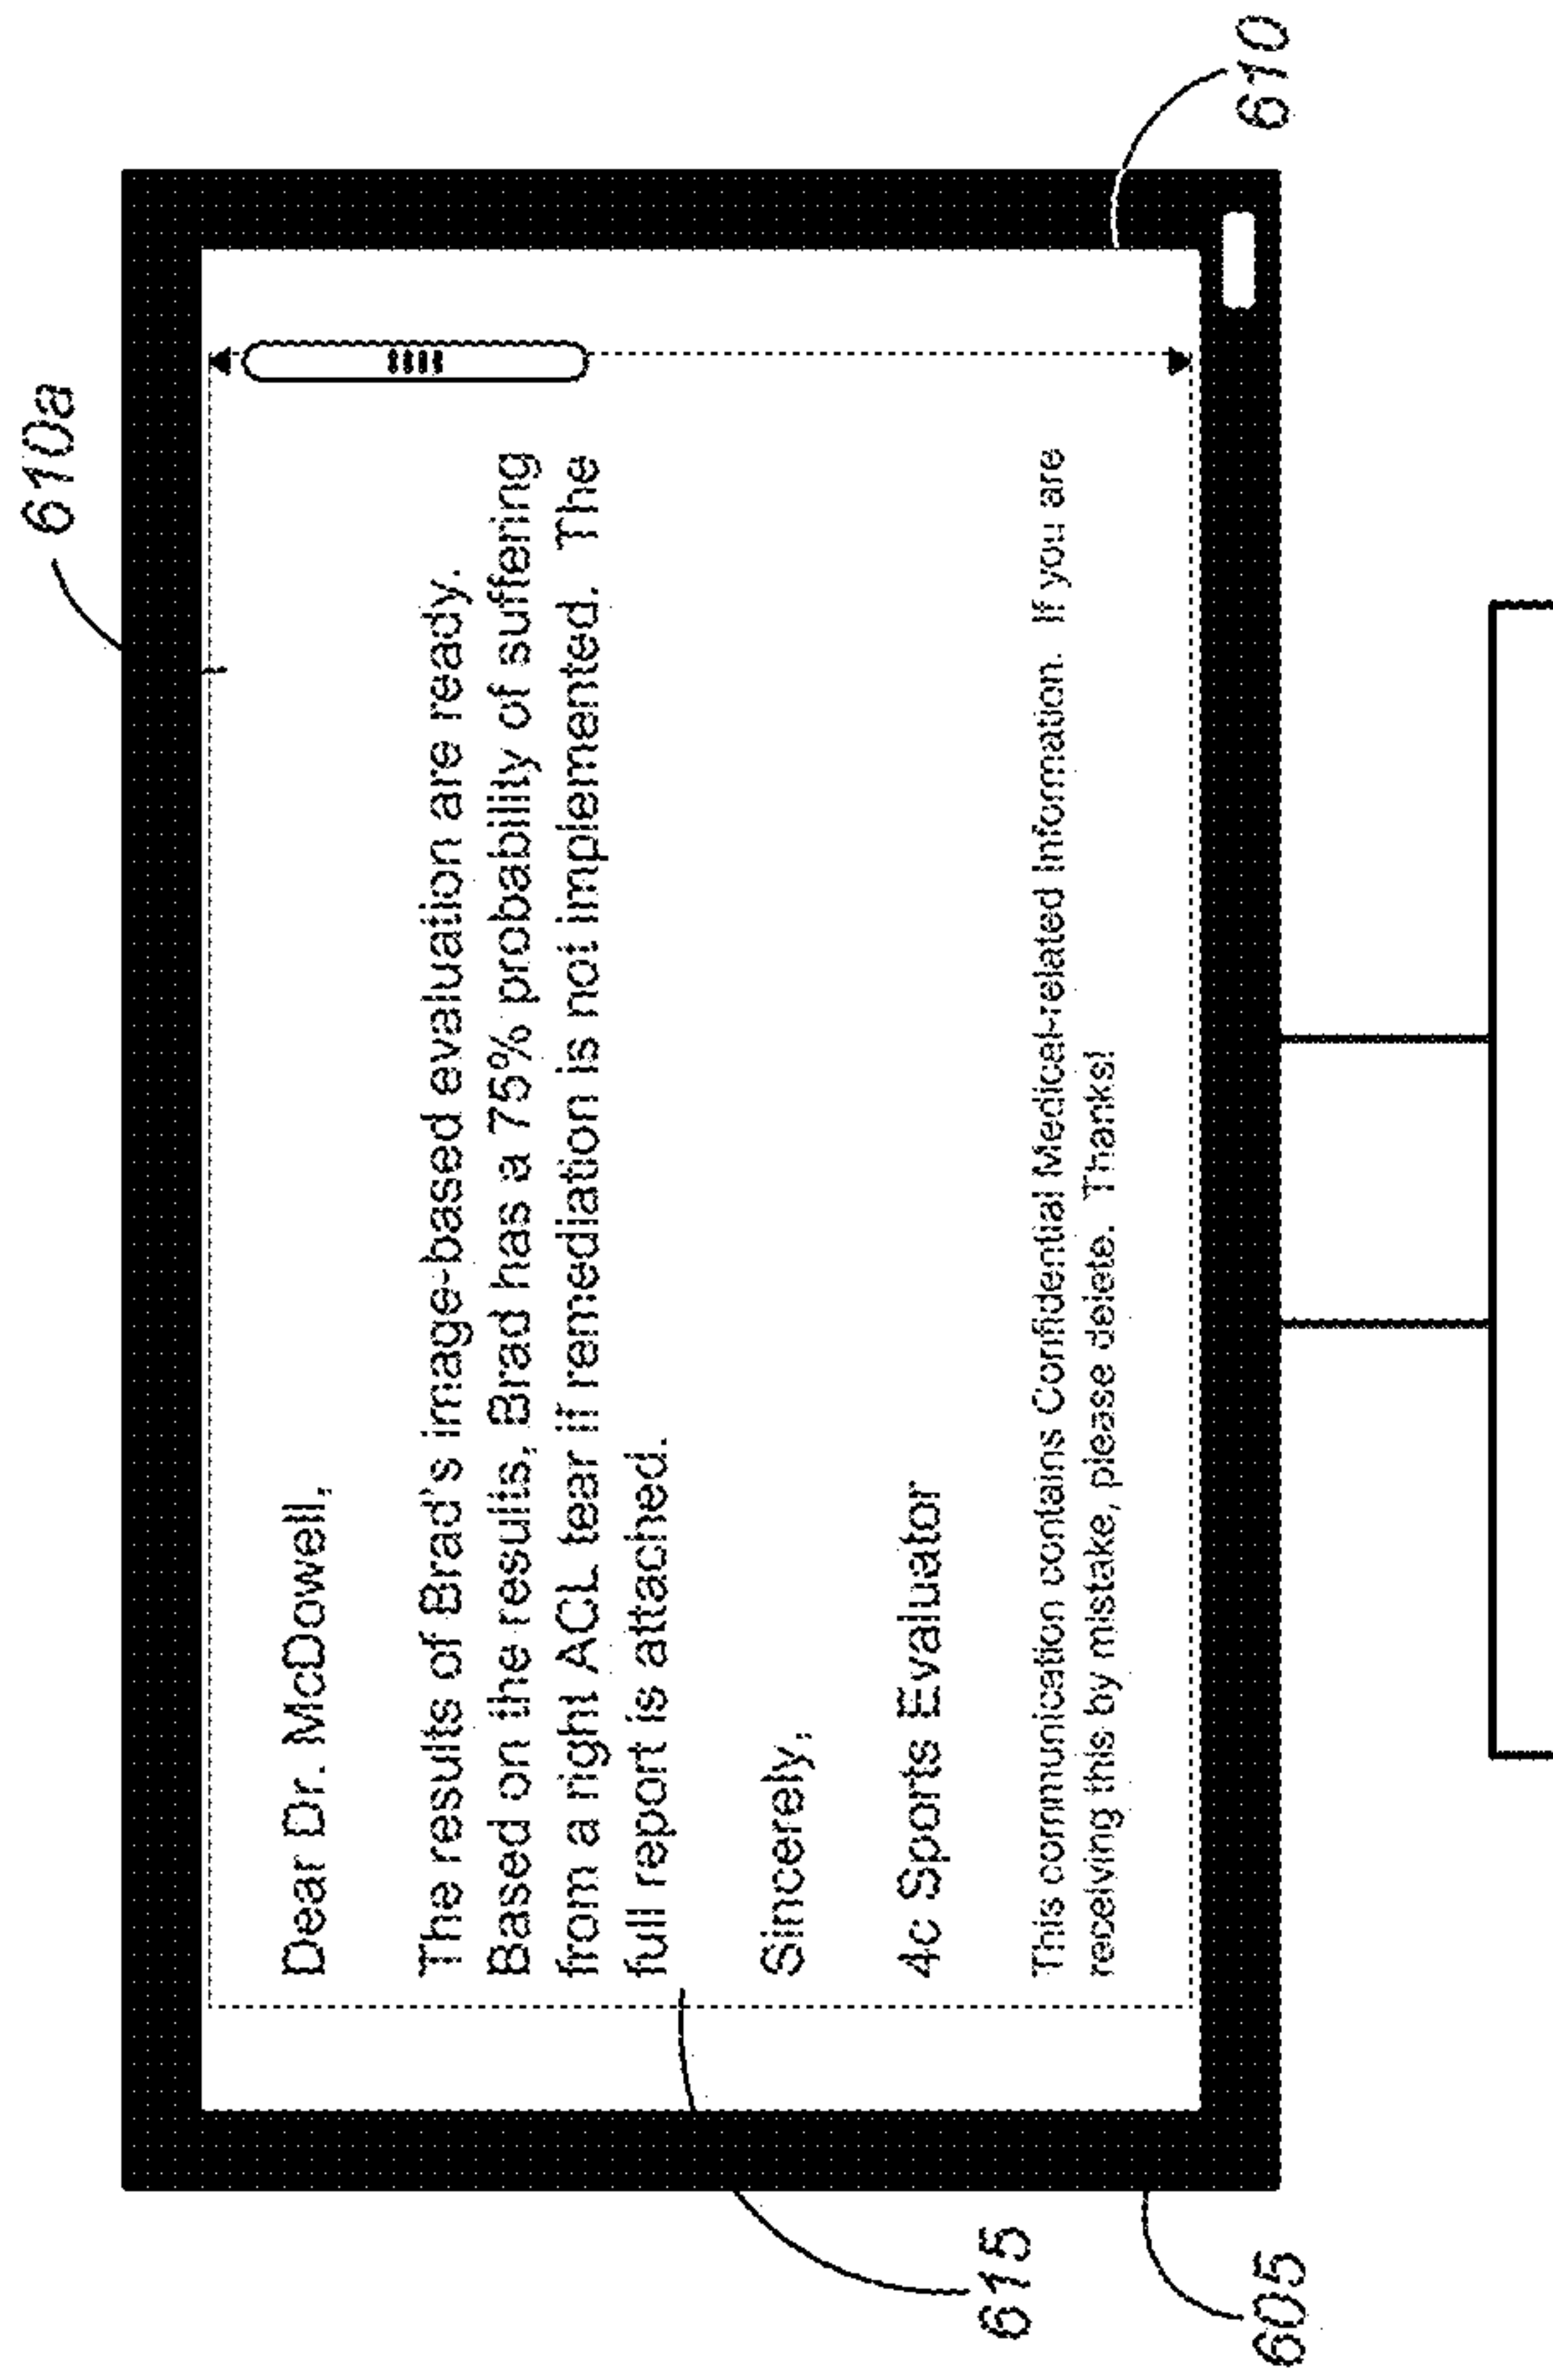 610a
Dear Dr. McDowell,
The results of Brad's image-based evaluation are ready.
Based on the results, Brad has a 75% probability of suffering
from a right ACL tear if remediation is not implemented. The
full report is attached.
Sincerely,
4c Sports Evaluator
This communication contains Confidential Medical-related Information. If you are
receiving this by mistake, please delete. Thanks!
615
605
610